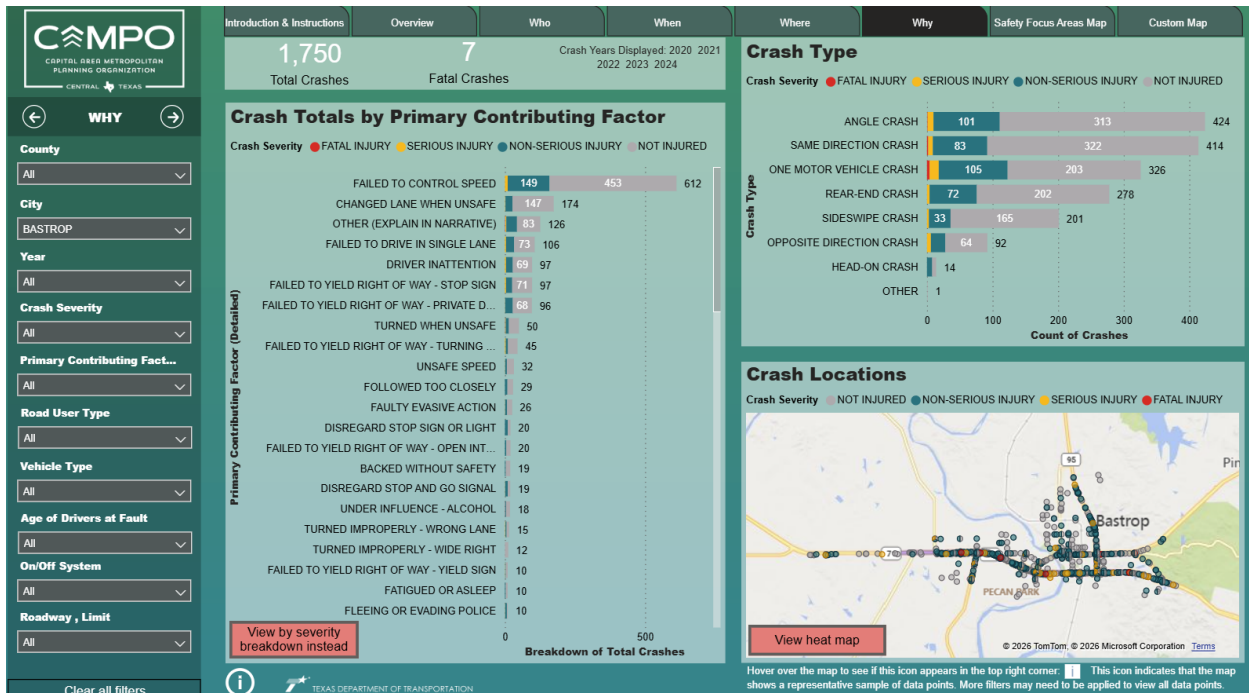 CAMPO
CAPITAL AREA METROPOLITAN
PLANNING ORGANIZATION
CENTRAL TEXAS
WHY
County
All
City
BASTROP
Year
All
Crash Severity
All
Primary Contributing Fact...
All
Road User Type
All
Vehicle Type
All
Age of Drivers at Fault
All
On/Off System
All
Roadway , Limit
All
Clear all filters
Introduction & Instructions
Overview
Who
When
Where
Why
Safety Focus Areas Map
Custom Map
1,750
Total Crashes
7
Fatal Crashes
Crash Years Displayed: 2020 2021
2022 2023 2024
Crash Totals by Primary Contributing Factor
Crash Severity FATAL INJURY SERIOUS INJURY NON-SERIOUS INJURY NOT INJURED
Primary Contributing Factor (Detailed)
FAILED TO CONTROL SPEED 149 453 612
CHANGED LANE WHEN UNSAFE 147 174
OTHER (EXPLAIN IN NARRATIVE) 83 126
FAILED TO DRIVE IN SINGLE LANE 73 106
DRIVER INATTENTION 69 97
FAILED TO YIELD RIGHT OF WAY - STOP SIGN 71 97
FAILED TO YIELD RIGHT OF WAY - PRIVATE D... 68 96
TURNED WHEN UNSAFE 50
FAILED TO YIELD RIGHT OF WAY - TURNING ... 45
UNSAFE SPEED 32
FOLLOWED TOO CLOSELY 29
FAULTY EVASIVE ACTION 26
DISREGARD STOP SIGN OR LIGHT 20
FAILED TO YIELD RIGHT OF WAY - OPEN INT... 20
BACKED WITHOUT SAFETY 19
DISREGARD STOP AND GO SIGNAL 19
UNDER INFLUENCE - ALCOHOL 18
TURNED IMPROPERLY - WRONG LANE 15
TURNED IMPROPERLY - WIDE RIGHT 12
FAILED TO YIELD RIGHT OF WAY - YIELD SIGN 10
FATIGUED OR ASLEEP 10
FLEEING OR EVADING POLICE 10
0 500
Breakdown of Total Crashes
View by severity
breakdown instead
TEXAS DEPARTMENT OF TRANSPORTATION
Crash Type
Crash Severity FATAL INJURY SERIOUS INJURY NON-SERIOUS INJURY NOT INJURED
Crash Type
ANGLE CRASH 101 313 424
SAME DIRECTION CRASH 83 322 414
ONE MOTOR VEHICLE CRASH 105 203 326
REAR-END CRASH 72 202 278
SIDESWIPE CRASH 33 165 201
OPPOSITE DIRECTION CRASH 64 92
HEAD-ON CRASH 14
OTHER 1
0 100 200 300 400
Count of Crashes
Crash Locations
Crash Severity NOT INJURED NON-SERIOUS INJURY SERIOUS INJURY FATAL INJURY
95
Pin
Bastrop
PECAN PARK
View heat map
© 2026 TomTom, © 2026 Microsoft Corporation Terms
Hover over the map to see if this icon appears in the top right corner: i This icon indicates that the map
shows a representative sample of data points. More filters may need to be applied to view all data points.